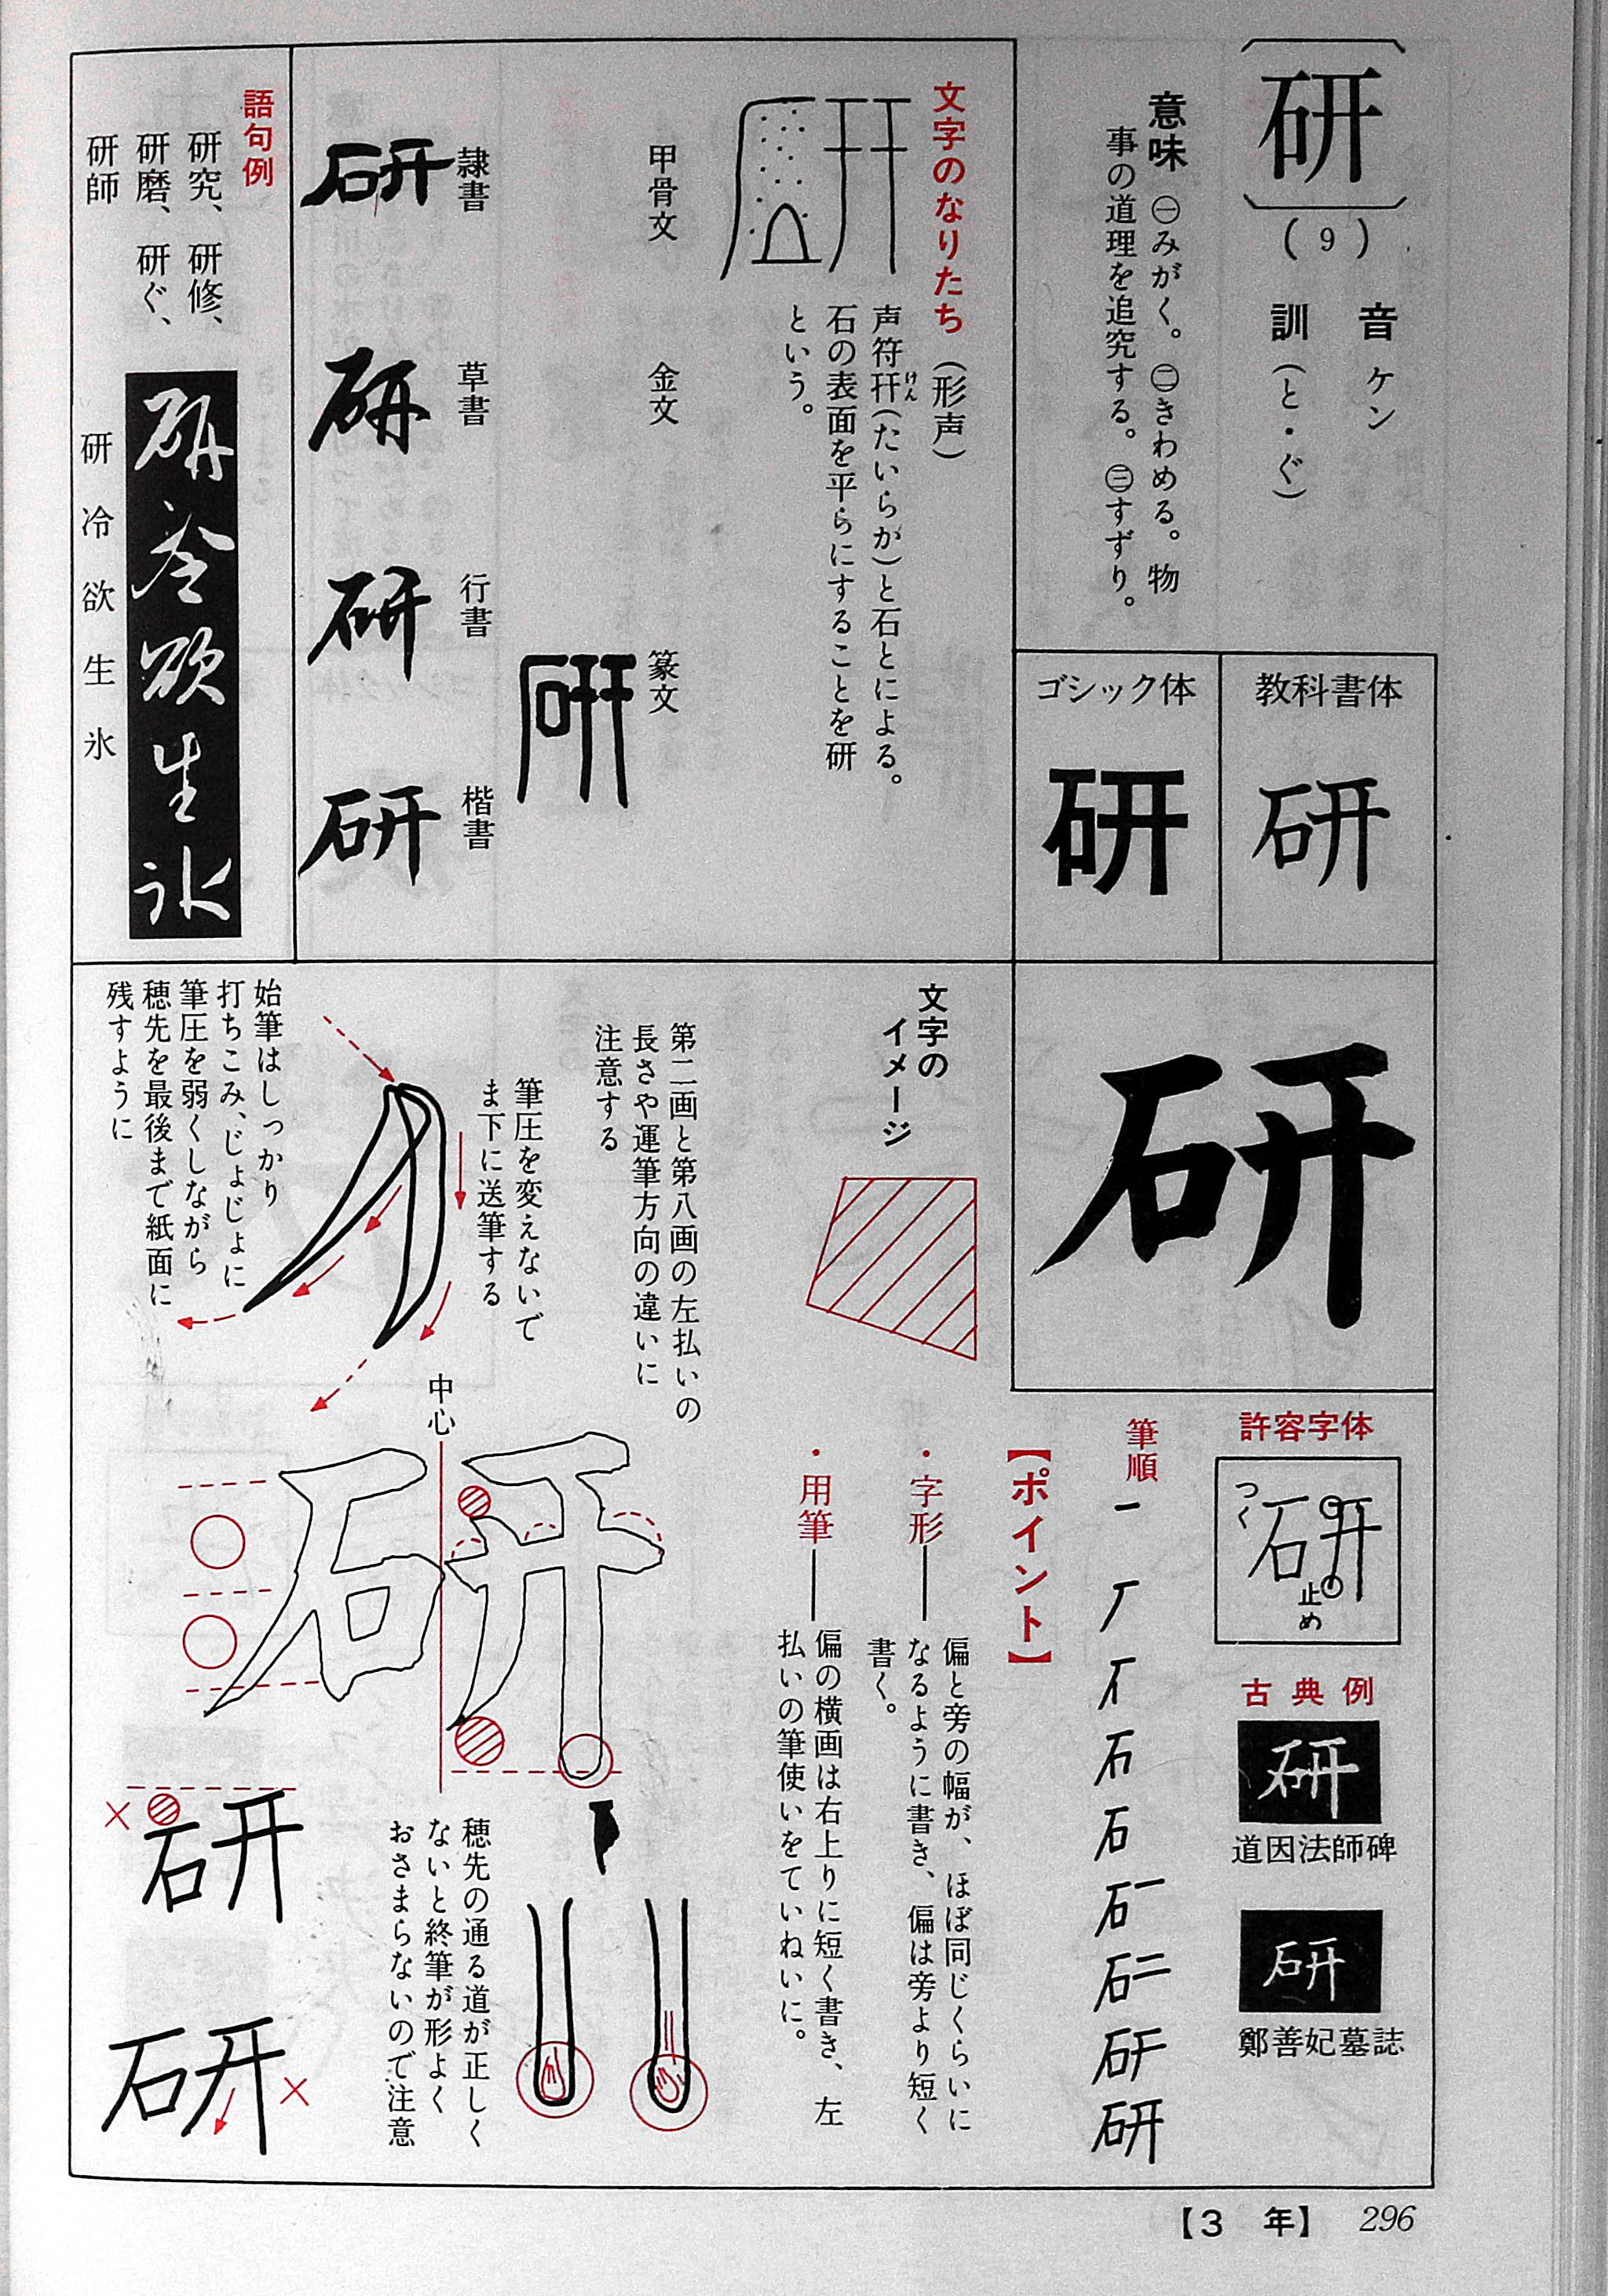 研
(9)
音 ケン
訓 (と・ぐ)
意味 ㊀みがく。㊁きわめる。物
事の道理を追究する。㊂すずり。
教科書体
研
ゴシック体
研
文字のなりたち(形声)
声符幵(たいらか)と石とによる。
けん
石の表面を平らにすることを研
という。
甲骨文
金文
篆文
研
隷書
研
草書
研
行書
研
楷書
研
語句例
研究、研修、
研磨、研ぐ、
研師
研冷欲生氷
研冷欲生氷
研
許容字体
つく
研
止め
古典例
研
道因法師碑
研
鄭善妃墓誌
筆順
一
石
石
研
【ポイント】
・字形──偏と旁の幅が、ほぼ同じくらいに
なるように書き、偏は旁より短く
書く。
・用筆──偏の横画は右上りに短く書き、左
払いの筆使いをていねいに。
文字の
イメージ
第二画と第八画の左払いの
長さや運筆方向の違いに
注意する
筆圧を変えないで
ま下に送筆する
始筆はしっかり
打ちこみ、じょじょに
筆圧を弱くしながら
穂先を最後まで紙面に
残すように
中心
研
穂先の通る道が正しく
ないと終筆が形よく
おさまらないので注意
研
研
【3年】 296